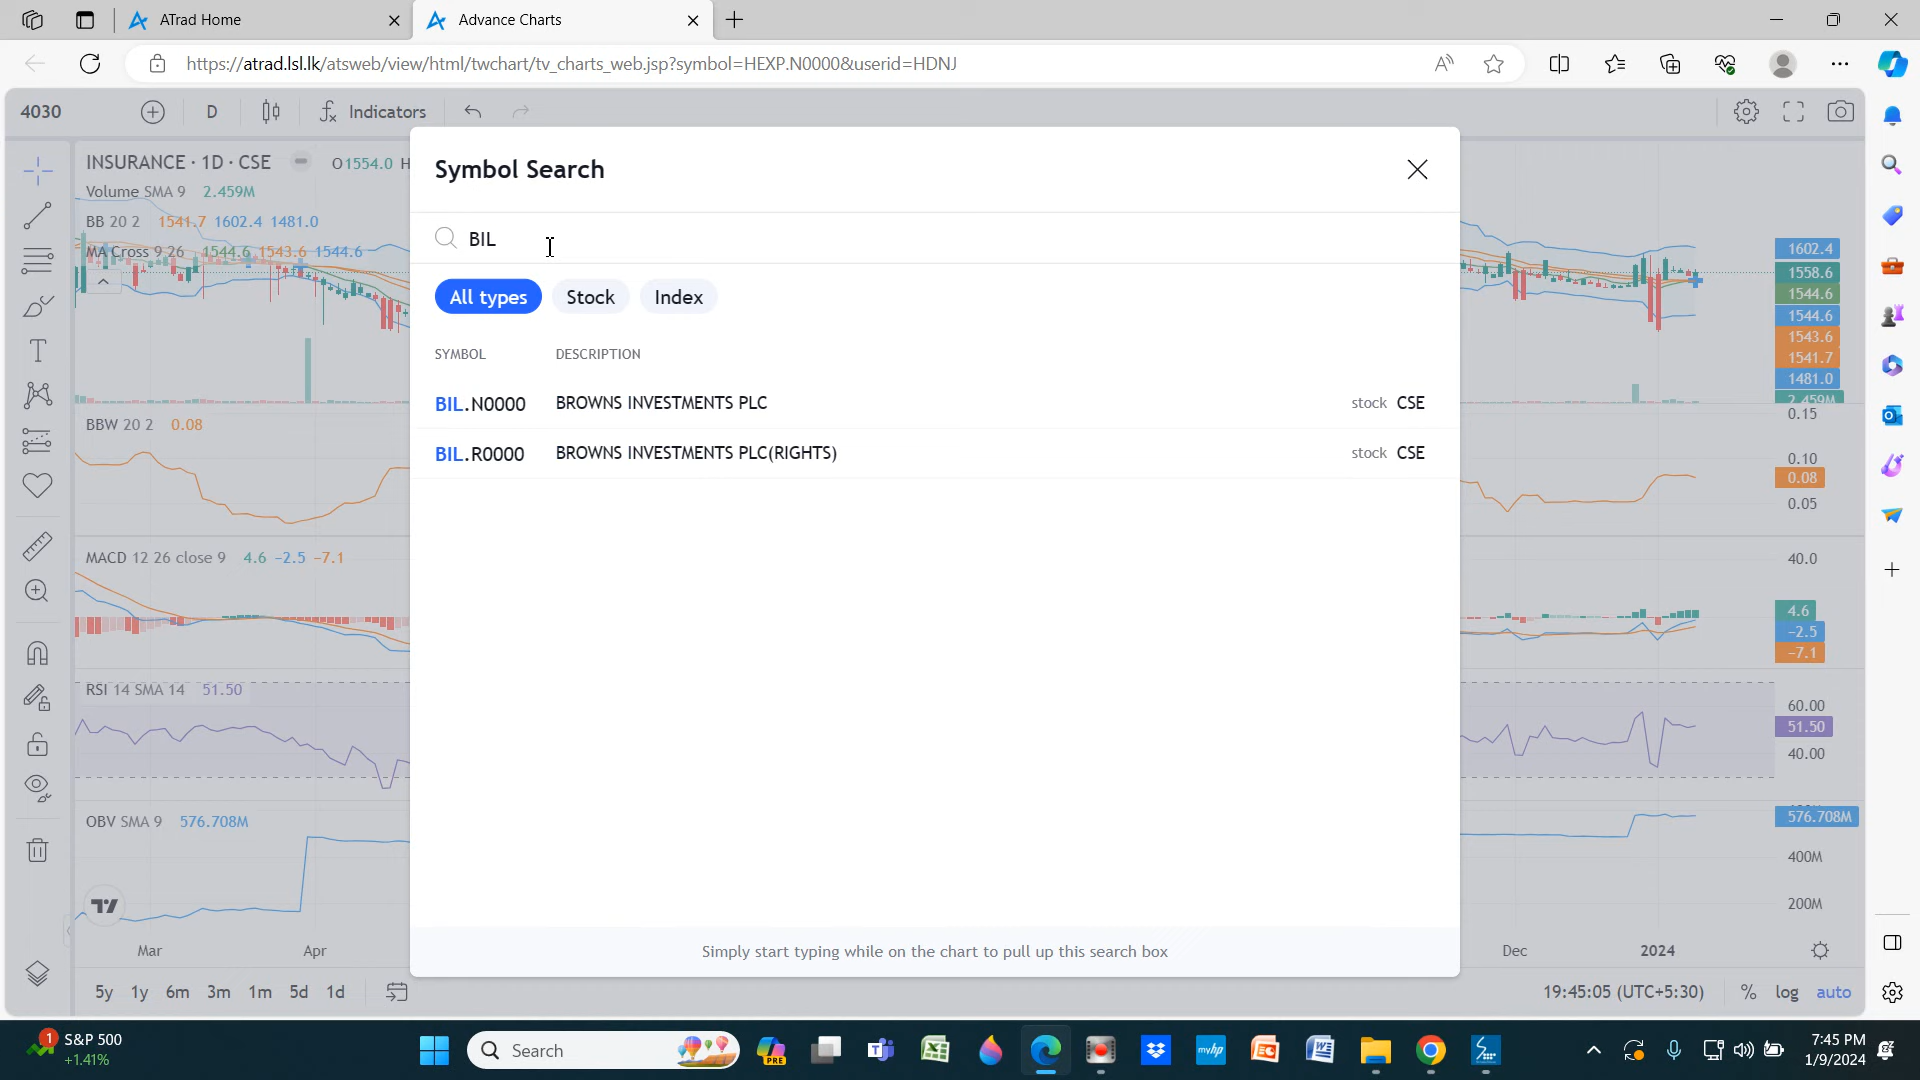 ATrad Home
Advance Charts
https://atrad.lsl.lk/atsweb/view/html/twchart/tv_charts_web.jsp?symbol=HEXP.N0000&userid=HDNJ
4030
D
Indicators
INSURANCE · 1D · CSE
O1554.0 H
Volume SMA 9 2.459M
BB 20 2 1541.7 1602.4 1481.0
MA Cross 9 26 1544.6 1543.6 1544.6
BBW 20 2 0.08
MACD 12 26 close 9 4.6 −2.5 −7.1
RSI 14 SMA 14 51.50
OBV SMA 9 576.708M
Mar
Apr
Symbol Search
BIL
All types
Stock
Index
SYMBOL DESCRIPTION
BIL.N0000 BROWNS INVESTMENTS PLC stock CSE
BIL.R0000 BROWNS INVESTMENTS PLC(RIGHTS) stock CSE
Simply start typing while on the chart to pull up this search box
1602.4
1558.6
1544.6
1544.6
1543.6
1541.7
1481.0
2.459M
0.15
0.10
0.08
0.05
40.0
4.6
−2.5
−7.1
60.00
51.50
40.00
576.708M
400M
200M
Dec
2024
5y 1y 6m 3m 1m 5d 1d
19:45:05 (UTC+5:30)
% log auto
1
S&P 500
+1.41%
Search
PRE
myhp
7:45 PM
1/9/2024